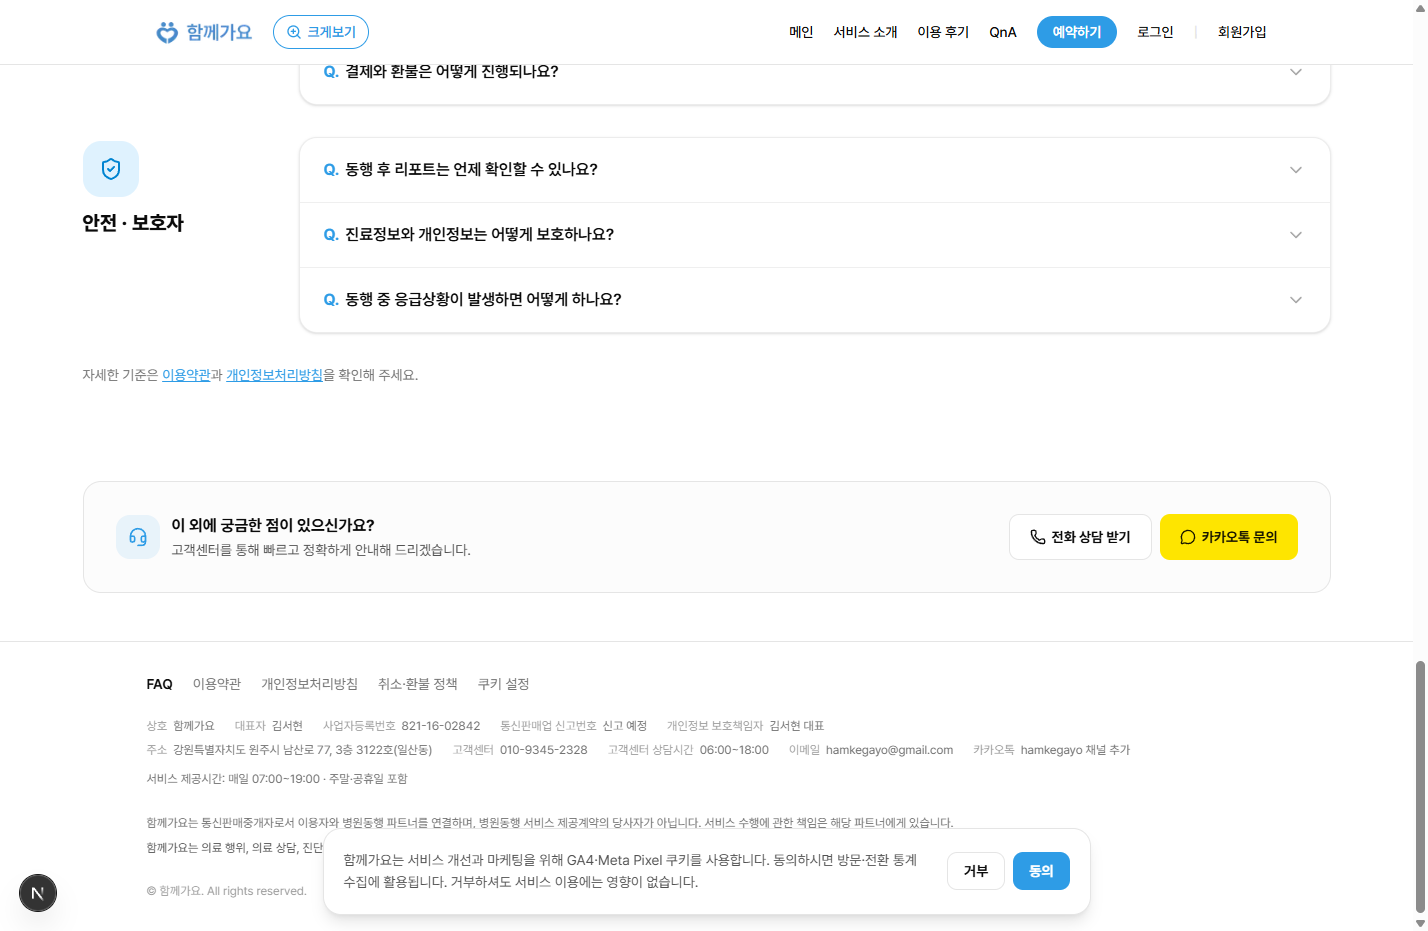 함께가요
크게보기
메인 서비스 소개 이용 후기 QnA 예약하기 로그인 | 회원가입
Q. 결제와 환불은 어떻게 진행되나요?
안전 · 보호자
Q. 동행 후 리포트는 언제 확인할 수 있나요?
Q. 진료정보와 개인정보는 어떻게 보호하나요?
Q. 동행 중 응급상황이 발생하면 어떻게 하나요?
자세한 기준은 이용약관과 개인정보처리방침을 확인해 주세요.
이 외에 궁금한 점이 있으신가요?
고객센터를 통해 빠르고 정확하게 안내해 드리겠습니다.
전화 상담 받기
카카오톡 문의
FAQ 이용약관 개인정보처리방침 취소·환불 정책 쿠키 설정
상호 함께가요 대표자 김서현 사업자등록번호 821-16-02842 통신판매업 신고번호 신고 예정 개인정보 보호책임자 김서현 대표
주소 강원특별자치도 원주시 남산로 77, 3층 3122호(일산동) 고객센터 010-9345-2328 고객센터 상담시간 06:00~18:00 이메일 hamkegayo@gmail.com 카카오톡 hamkegayo 채널 추가
서비스 제공시간: 매일 07:00~19:00 · 주말·공휴일 포함
함께가요는 통신판매중개자로서 이용자와 병원동행 파트너를 연결하며, 병원동행 서비스 제공계약의 당사자가 아닙니다. 서비스 수행에 관한 책임은 해당 파트너에게 있습니다.
함께가요는 의료 행위, 의료 상담, 진단
함께가요는 서비스 개선과 마케팅을 위해 GA4·Meta Pixel 쿠키를 사용합니다. 동의하시면 방문·전환 통계
수집에 활용됩니다. 거부하셔도 서비스 이용에는 영향이 없습니다.
거부
동의
© 함께가요. All rights reserved.
N